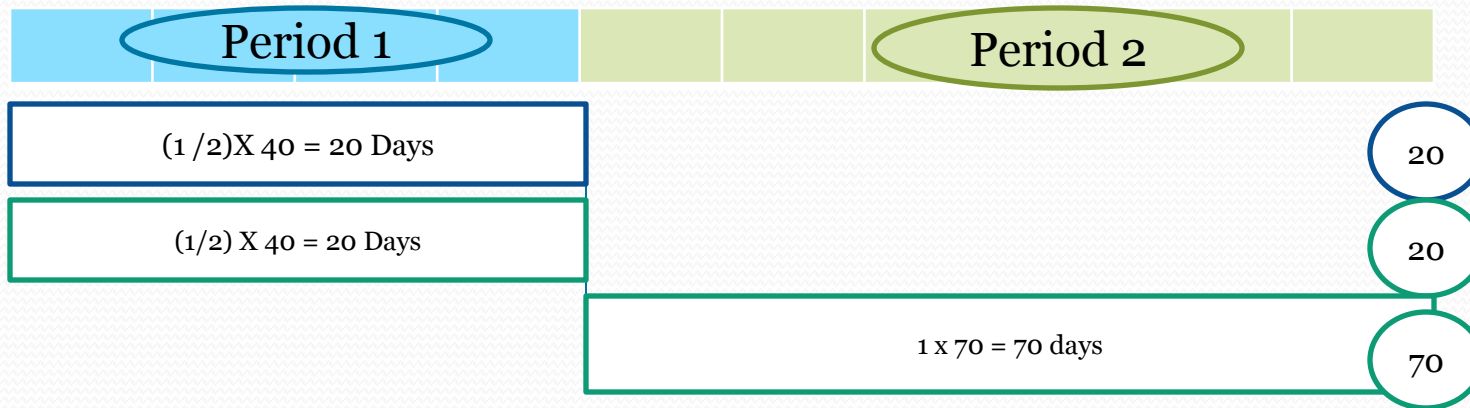 Period 1
Period 2
(1 /2)X 40 = 20 Days
20
(1/2) X 40 = 20 Days
20
1 x 70 = 70 days
70